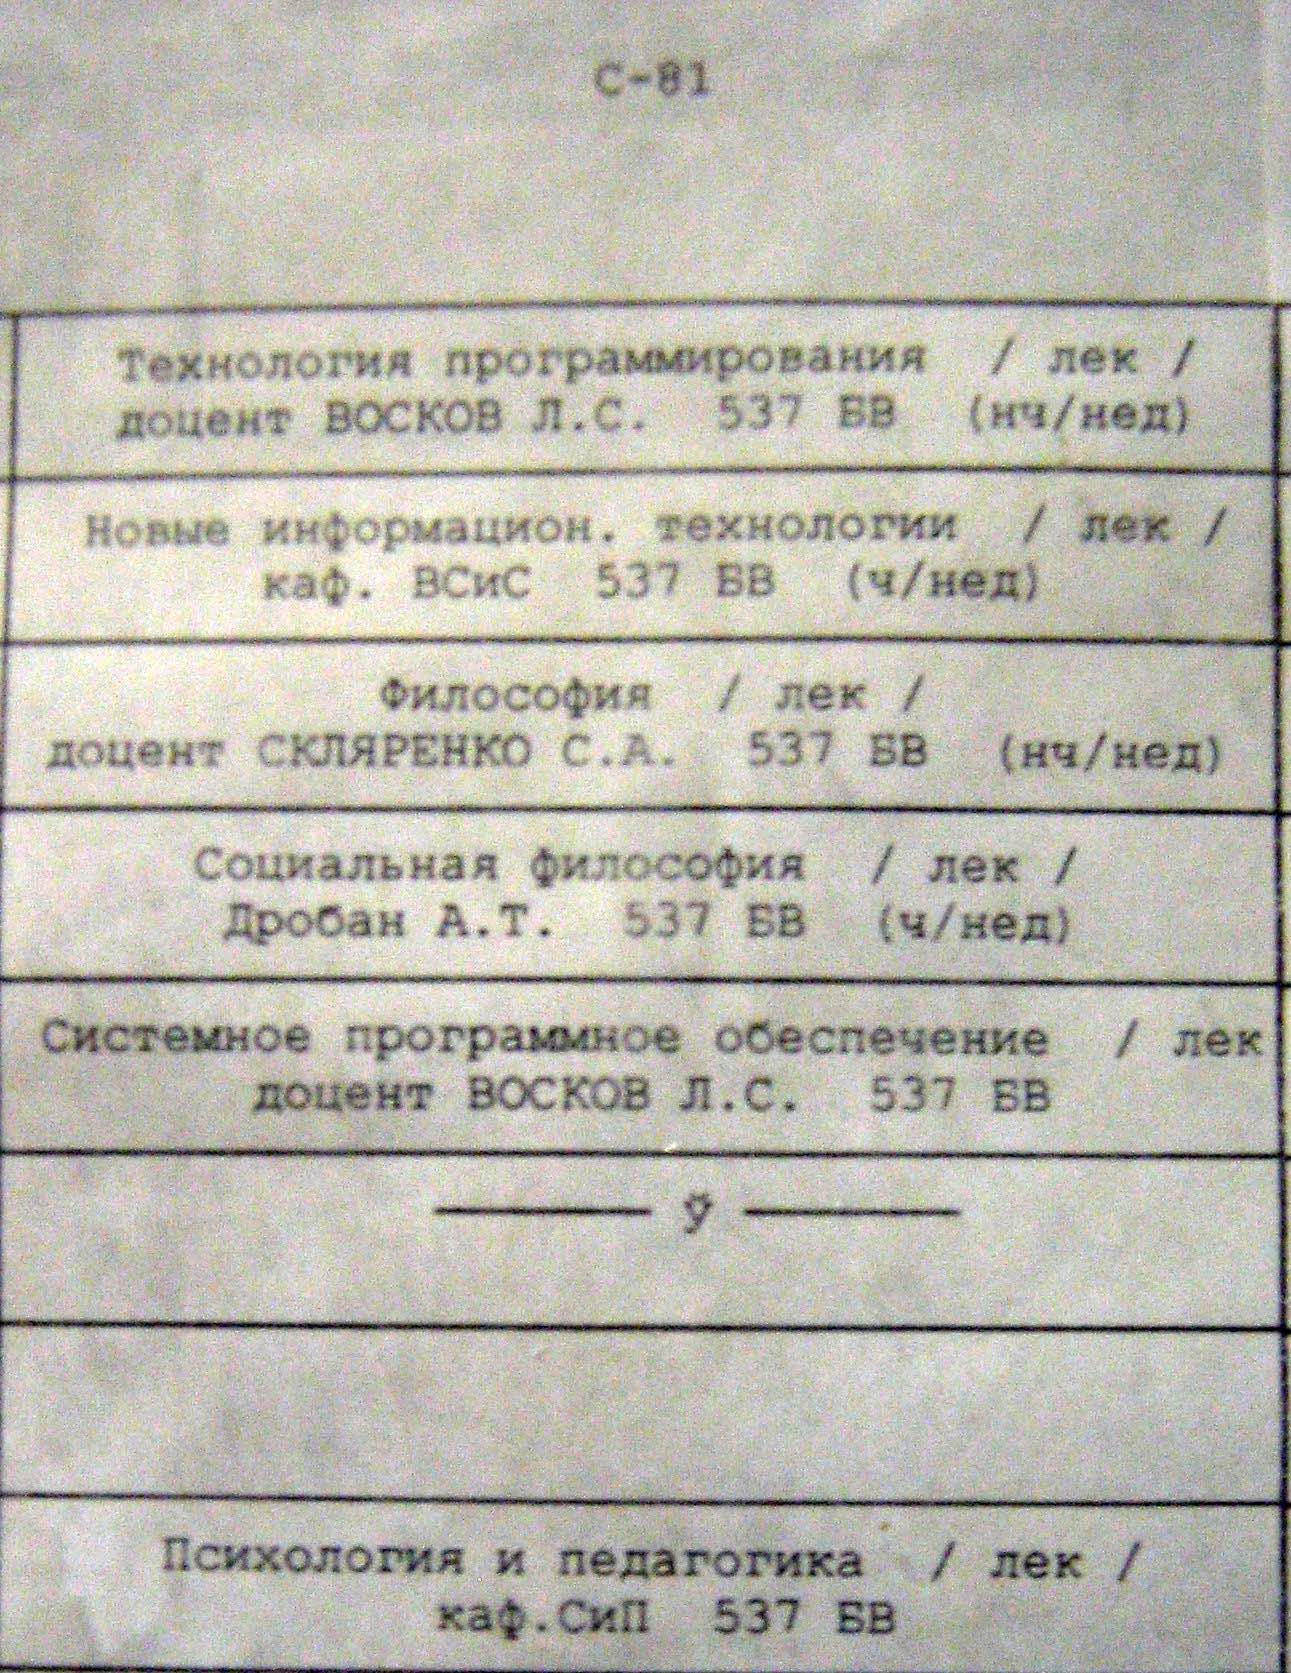 С-81
Технология программирования / лек /
доцент ВОСКОВ Л.С. 537 БВ (нч/нед)
Новые информацион. технологии / лек /
каф. ВСиС 537 БВ (ч/нед)
Философия / лек /
доцент СКЛЯРЕНКО С.А. 537 БВ (нч/нед)
Социальная философия / лек /
Дробан А.Т. 537 БВ (ч/нед)
Системное программное обеспечение / лек
доцент ВОСКОВ Л.С. 537 БВ
——— Ў ———
Психология и педагогика / лек /
каф.СиП 537 БВ